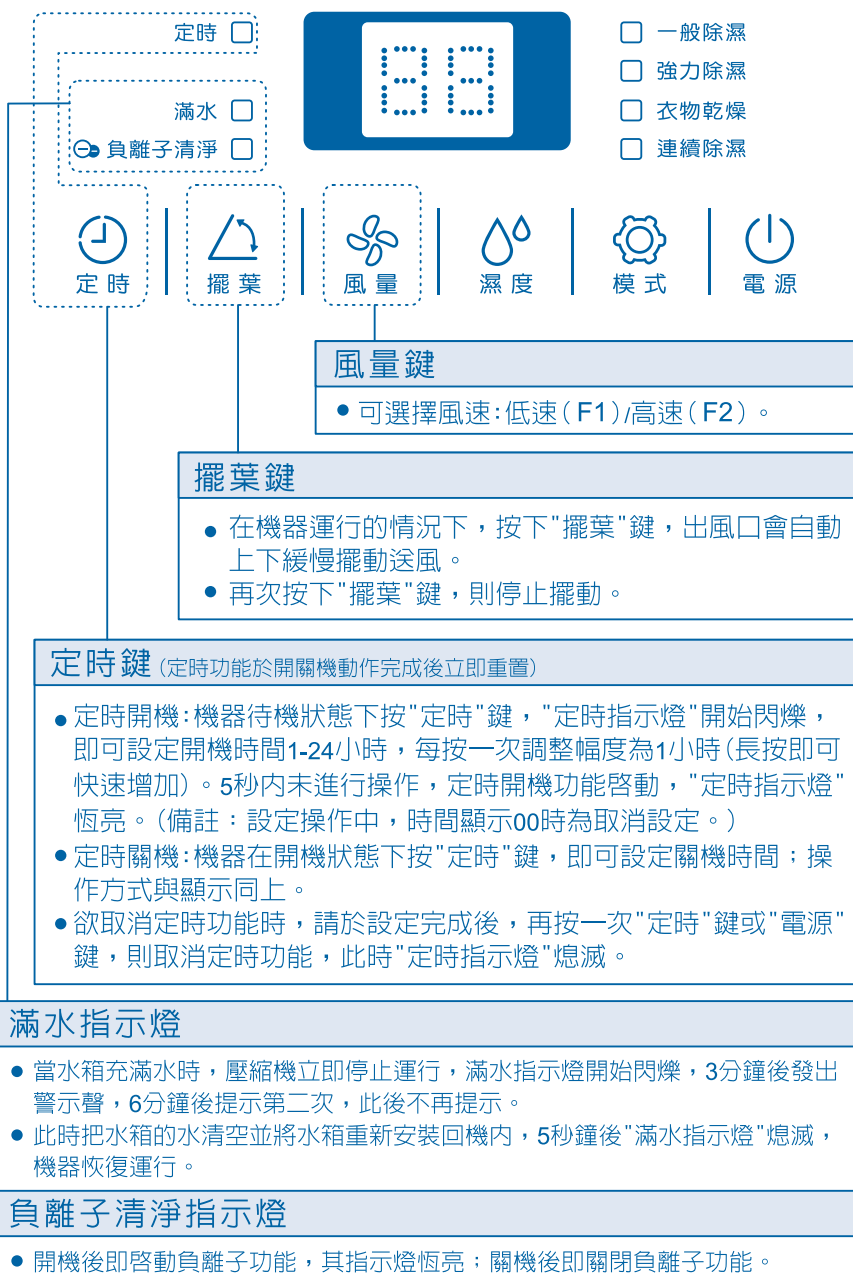 定時
滿水
負離子清淨
88
一般除濕
強力除濕
衣物乾燥
連續除濕
定時
擺葉
風量
濕度
模式
電源
風量鍵
●可選擇風速:低速(F1)/高速(F2)。
擺葉鍵
●在機器運行的情況下，按下"擺葉"鍵，出風口會自動
上下緩慢擺動送風。
●再次按下"擺葉"鍵，則停止擺動。
定時鍵(定時功能於開關機動作完成後立即重置)
●定時開機:機器待機狀態下按"定時"鍵，"定時指示燈"開始閃爍，
即可設定開機時間1-24小時，每按一次調整幅度為1小時(長按即可
快速增加)。5秒内未進行操作，定時開機功能啓動，"定時指示燈"
恆亮。(備註：設定操作中，時間顯示00時為取消設定。)
●定時關機:機器在開機狀態下按"定時"鍵，即可設定關機時間；操
作方式與顯示同上。
●欲取消定時功能時，請於設定完成後，再按一次"定時"鍵或"電源"
鍵，則取消定時功能，此時"定時指示燈"熄滅。
滿水指示燈
●當水箱充滿水時，壓縮機立即停止運行，滿水指示燈開始閃爍，3分鐘後發出
警示聲，6分鐘後提示第二次，此後不再提示。
●此時把水箱的水清空並將水箱重新安裝回機内，5秒鐘後"滿水指示燈"熄滅，
機器恢復運行。
負離子清淨指示燈
●開機後即啓動負離子功能，其指示燈恆亮；關機後即關閉負離子功能。